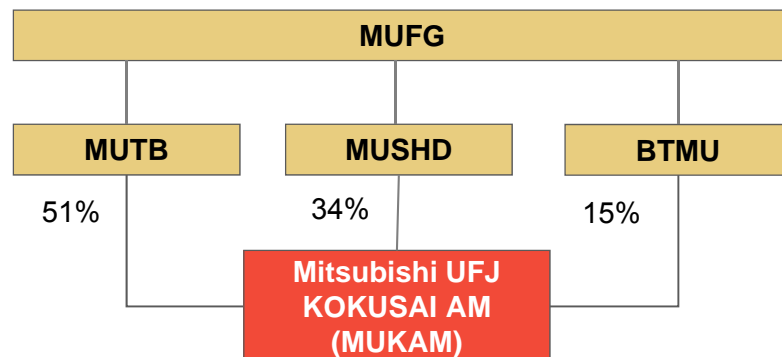 MUFG
MUTB
MUSHD
BTMU
51%
34%
15%
Mitsubishi UFJ
KOKUSAI AM
(MUKAM)